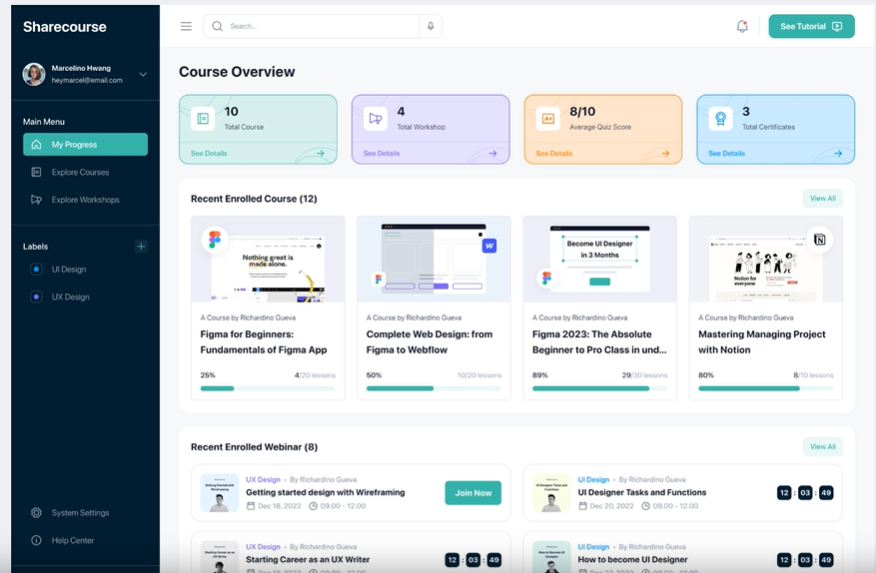 Sharecourse
Search...
See Tutorial
Marcelino Hwang
heymarcel@email.com
Main Menu
My Progress
Explore Courses
Explore Workshops
Labels
UI Design
UX Design
System Settings
Help Center
Course Overview
10
Total Course
See Details
4
Total Workshop
See Details
8/10
Average Quiz Score
See Details
3
Total Certificates
See Details
Recent Enrolled Course (12)
View All
Nothing great is
made alone.
A Course by Richardino Gueva
Figma for Beginners:
Fundamentals of Figma App
25%
4/20 lessons
A Course by Richardino Gueva
Complete Web Design: from
Figma to Webflow
50%
10/20 lessons
Become UI Designer
in 3 Months
A Course by Richardino Gueva
Figma 2023: The Absolute
Beginner to Pro Class in und...
89%
29/30 lessons
Notion for
everyone
A Course by Richardino Gueva
Mastering Managing Project
with Notion
80%
8/10 lessons
Recent Enrolled Webinar (8)
View All
UX Design • By Richardino Gueva
Getting started design with Wireframing
Dec 16, 2022 09.00 - 12.00
Join Now
UI Design • By Richardino Gueva
UI Designer Tasks and Functions
Dec 20, 2022 09.00 - 12.00
12 : 03 : 49
UX Design • By Richardino Gueva
Starting Career as an UX Writer
12 : 03 : 49
UI Design • By Richardino Gueva
How to become UI Designer
12 : 03 : 49